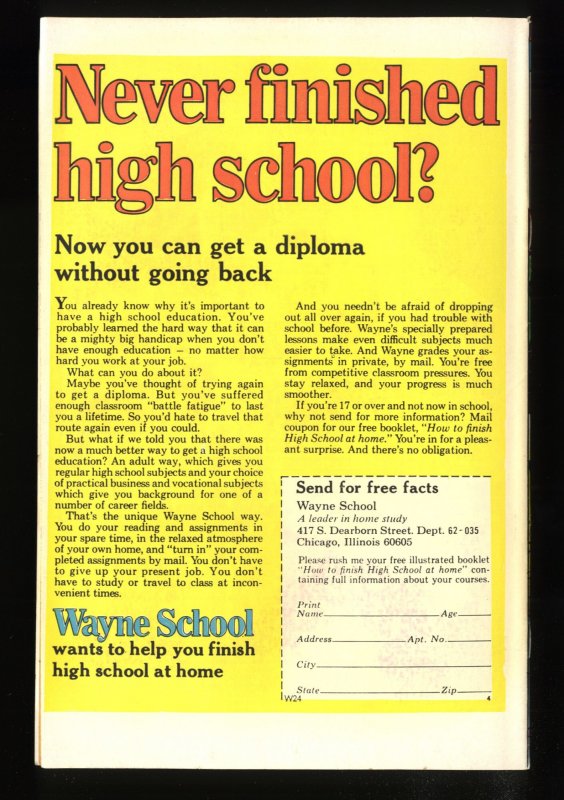 Never finished
high school?
Now you can get a diploma
without going back
You already know why it's important to
have a high school education. You've
probably learned the hard way that it can
be a mighty big handicap when you don't
have enough education — no matter how
hard you work at your job.
What can you do about it?
Maybe you've thought of trying again
to get a diploma. But you've suffered
enough classroom "battle fatigue" to last
you a lifetime. So you'd hate to travel that
route again even if you could.
But what if we told you that there was
now a much better way to get a high school
education? An adult way, which gives you
regular high school subjects and your choice
of practical business and vocational subjects
which give you background for one of a
number of career fields.
That's the unique Wayne School way.
You do your reading and assignments in
your spare time, in the relaxed atmosphere
of your own home, and "turn in" your com-
pleted assignments by mail. You don't have
to give up your present job. You don't
have to study or travel to class at incon-
venient times.
Wayne School
wants to help you finish
high school at home
And you needn't be afraid of dropping
out all over again, if you had trouble with
school before. Wayne's specially prepared
lessons make even difficult subjects much
easier to take. And Wayne grades your as-
signments in private, by mail. You're free
from competitive classroom pressures. You
stay relaxed, and your progress is much
smoother.
If you're 17 or over and not now in school,
why not send for more information? Mail
coupon for our free booklet, "How to finish
High School at home." You're in for a pleas-
ant surprise. And there's no obligation.
Send for free facts
Wayne School
A leader in home study
417 S. Dearborn Street. Dept. 62-035
Chicago, Illinois 60605
Please rush me your free illustrated booklet
"How to finish High School at home" con-
taining full information about your courses.
Print
Name Age
Address Apt. No.
City
State Zip
W24 4